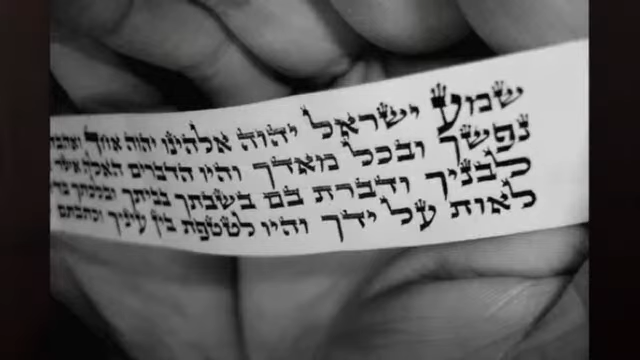 שמע ישראל יהוה אלהינו יהוה אחד
נפשך ובכל מאדך והיו הדברים האלה אשר
לבניך ודברת בם בשבתך בביתך ובלכתך
לאות על ידך והיו לטטפת בין עיניך וכתבתם